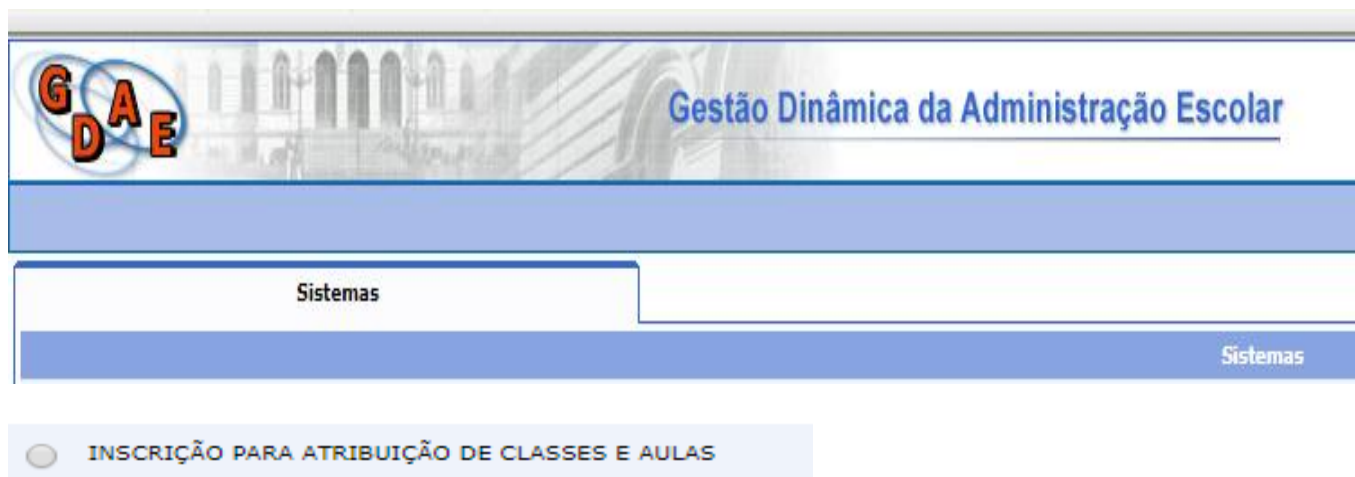 GDAE
Gestão Dinâmica da Administração Escolar
Sistemas
Sistemas
INSCRIÇÃO PARA ATRIBUIÇÃO DE CLASSES E AULAS